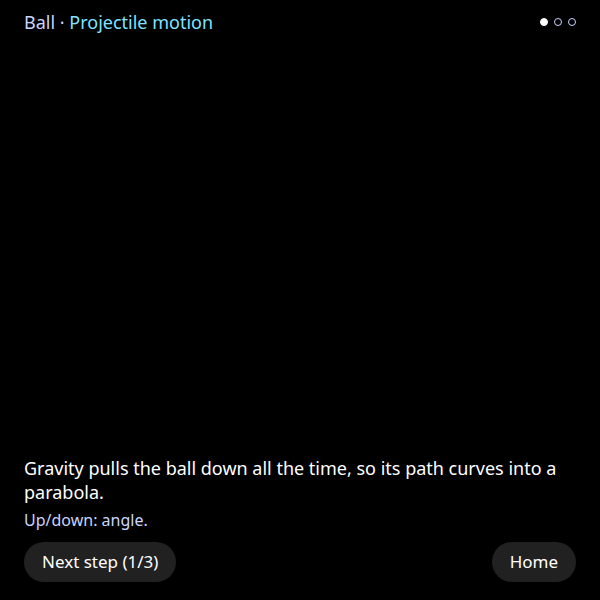 Ball · Projectile motion
Gravity pulls the ball down all the time, so its path curves into a
parabola.
Up/down: angle.
Next step (1/3)
Home